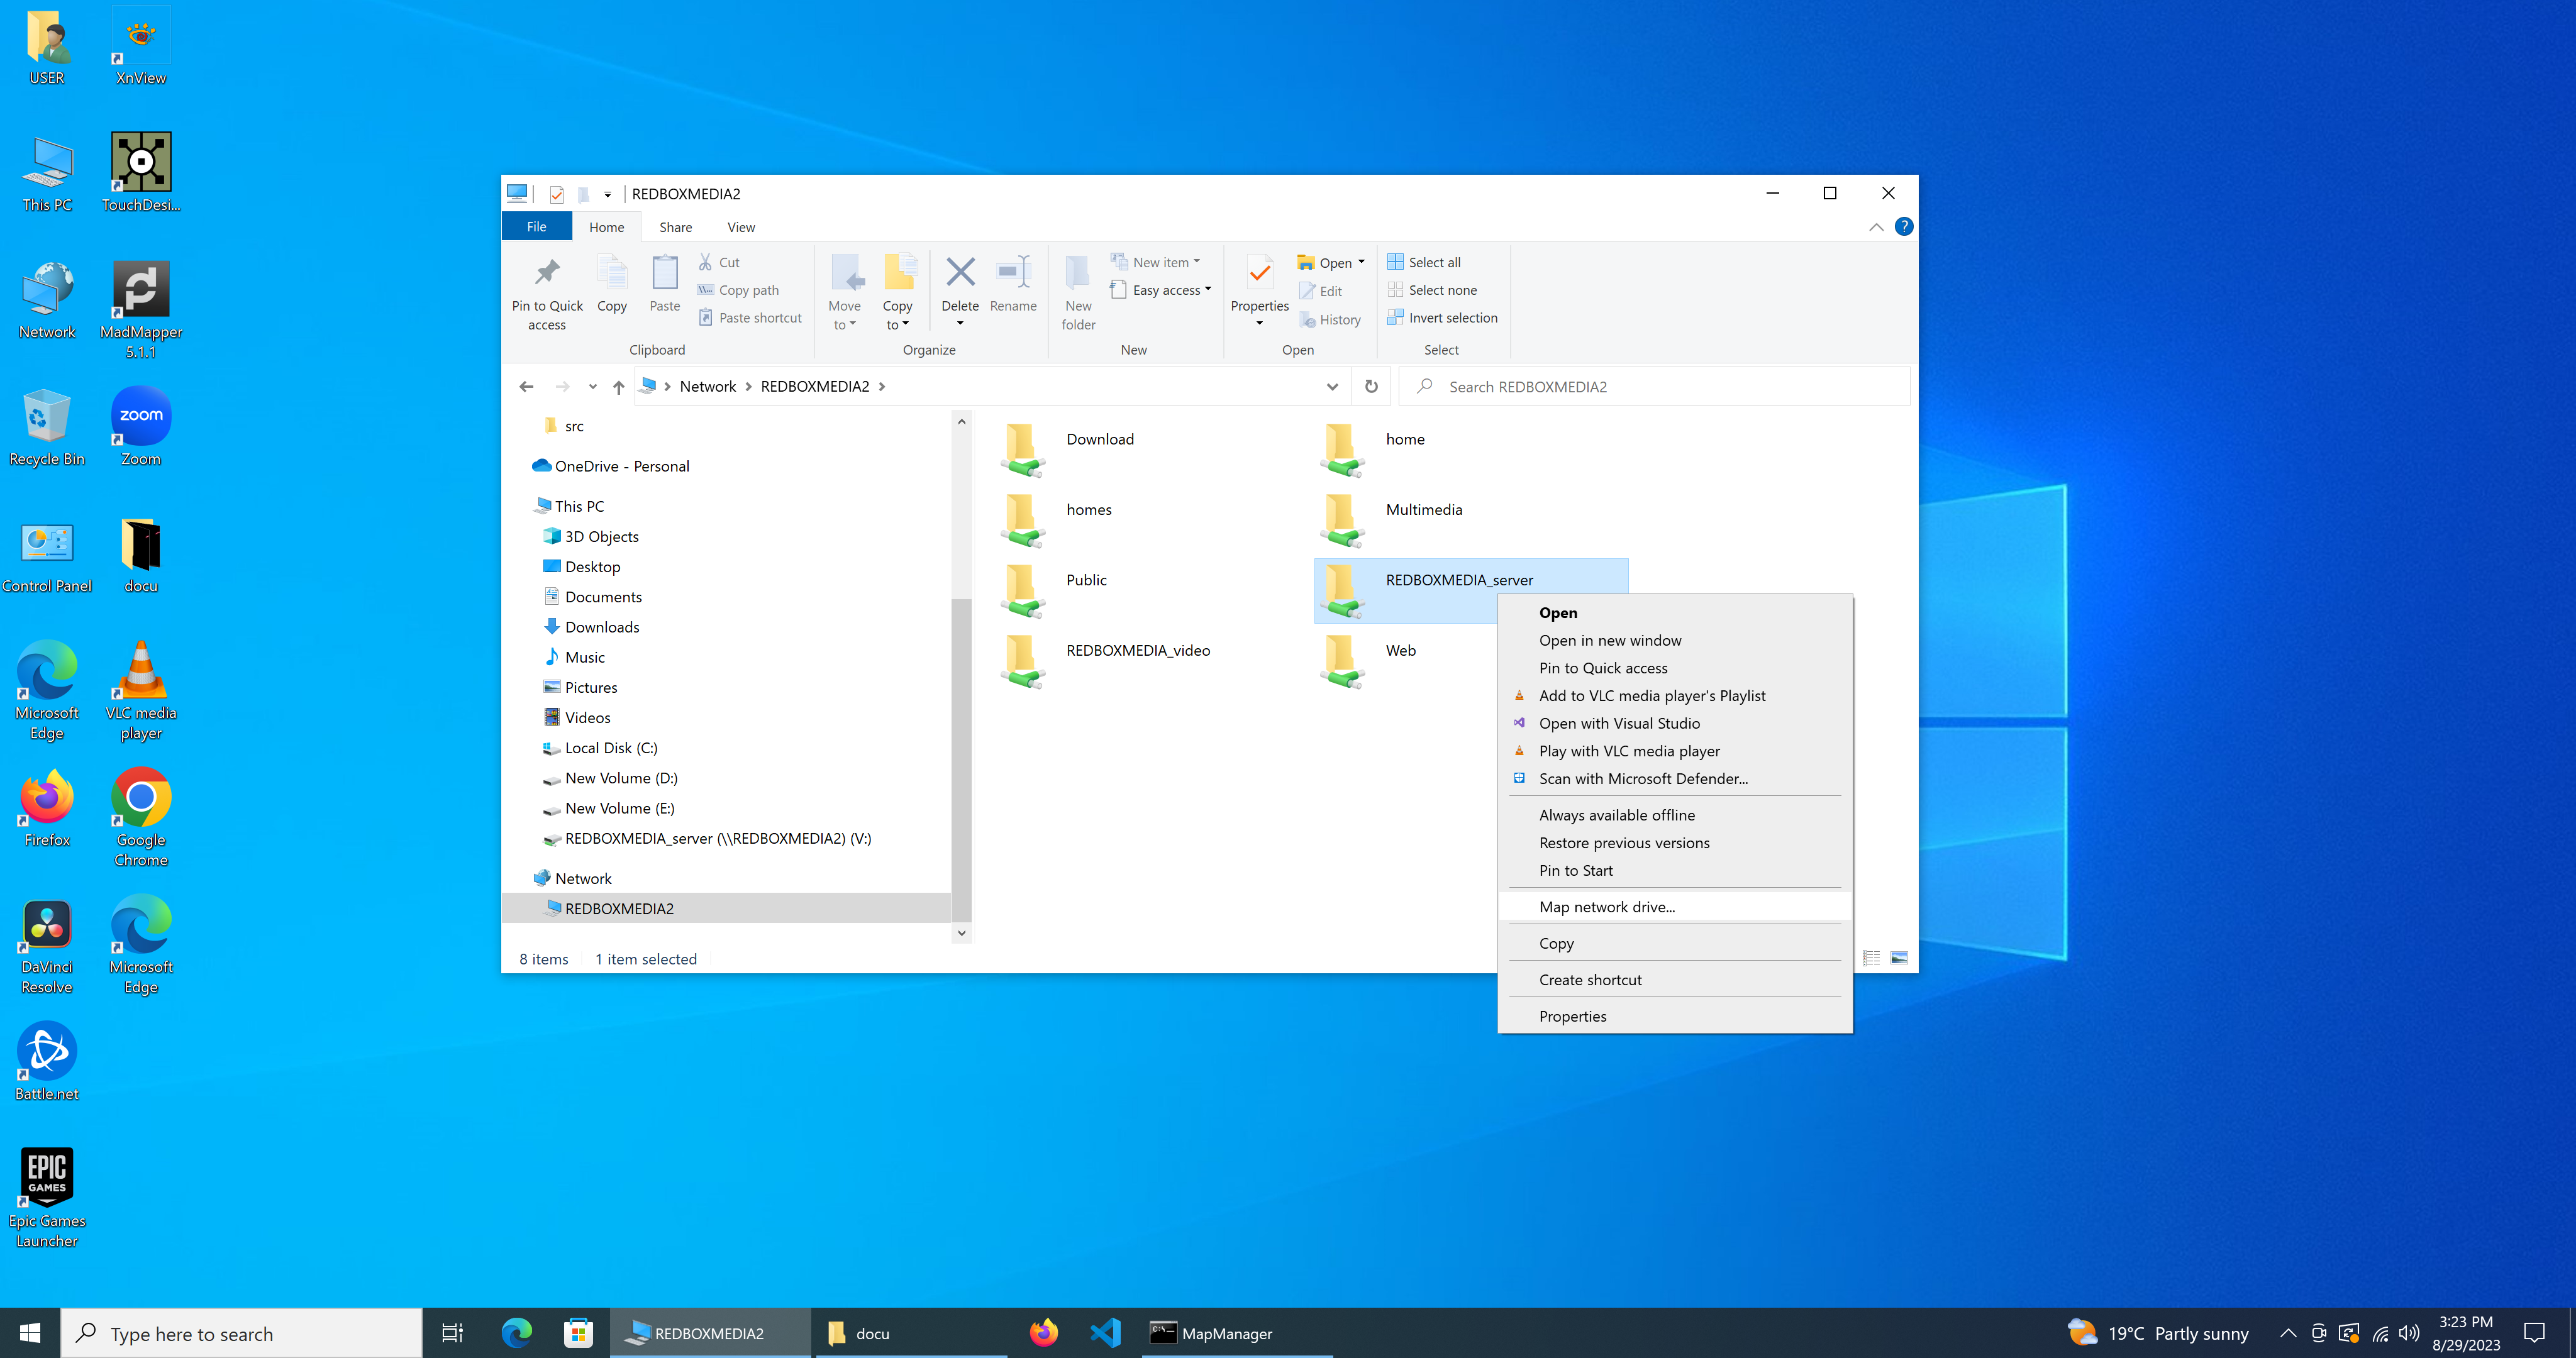 USER
XnView
This PC
TouchDesi...
Network
MadMapper
5.1.1
Recycle Bin
zoom
Zoom
Control Panel
docu
Microsoft
Edge
VLC media
player
Firefox
Google
Chrome
DaVinci
Resolve
Microsoft
Edge
Battle.net
EPIC
GAMES
Epic Games
Launcher
REDBOXMEDIA2
File
Home
Share
View
?
Pin to Quick
access
Copy
Paste
Cut
Copy path
Paste shortcut
Clipboard
Move
to
Copy
to
Delete
Rename
Organize
New
folder
New item
Easy access
New
Properties
Open
Edit
History
Open
Select all
Select none
Invert selection
Select
Network
REDBOXMEDIA2
Search REDBOXMEDIA2
src
OneDrive - Personal
This PC
3D Objects
Desktop
Documents
Downloads
Music
Pictures
Videos
Local Disk (C:)
New Volume (D:)
New Volume (E:)
REDBOXMEDIA_server (\\REDBOXMEDIA2) (V:)
Network
REDBOXMEDIA2
Download
home
homes
Multimedia
Public
REDBOXMEDIA_server
REDBOXMEDIA_video
Web
8 items
1 item selected
Open
Open in new window
Pin to Quick access
Add to VLC media player's Playlist
Open with Visual Studio
Play with VLC media player
Scan with Microsoft Defender...
Always available offline
Restore previous versions
Pin to Start
Map network drive...
Copy
Create shortcut
Properties
Type here to search
REDBOXMEDIA2
docu
MapManager
19°C Partly sunny
3:23 PM
8/29/2023